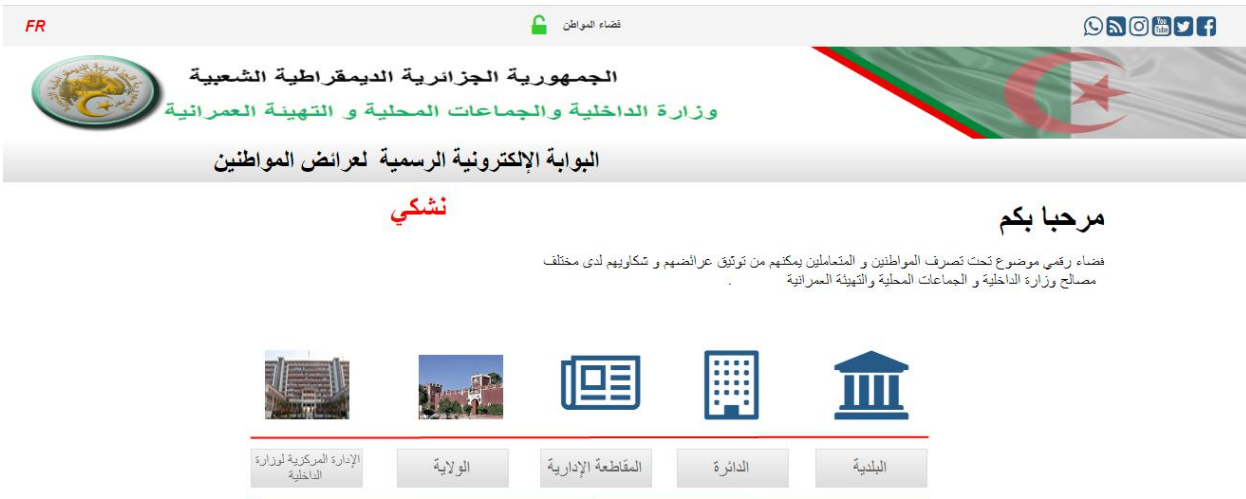 فضاء المواطن
FR
الجمهورية الجزائرية الديمقراطية الشعبية
وزارة الداخلية والجماعات المحلية و التهيئة العمرانية
البوابة الإلكترونية الرسمية لعرائض المواطنين
مرحبا بكم
نشكي
فضاء رقمي موضوع تحت تصرف المواطنين و المتعاملين يمكنهم من توثيق عرائضهم و شكاويهم لدى مختلف
مصالح وزارة الداخلية و الجماعات المحلية والتهيئة العمرانية .
البلدية
الدائرة
المقاطعة الإدارية
الولاية
الإدارة المركزية لوزارة
الداخلية